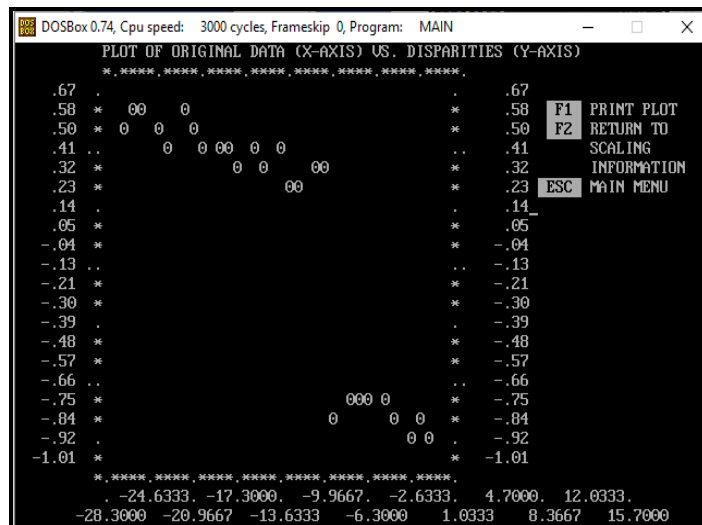 DOSBox 0.74, Cpu speed: 3000 cycles, Frameskip 0, Program: MAIN
PLOT OF ORIGINAL DATA (X-AXIS) VS. DISPARITIES (Y-AXIS)
*.****.****.****.****.****.****.****.****.
.67 . . .67
.58 * 00 0 * .58 F1 PRINT PLOT
.50 * 0 0 0 * .50 F2 RETURN TO
.41 .. 0 0 00 0 0 .. .41 SCALING
.32 * 0 0 00 * .32 INFORMATION
.23 * 00 * .23 ESC MAIN MENU
.14 . . .14_
.05 * * .05
-.04 * * -.04
-.13 .. .. -.13
-.21 * * -.21
-.30 * * -.30
-.39 . . -.39
-.48 * * -.48
-.57 * * -.57
-.66 .. .. -.66
-.75 * 000 0 * -.75
-.84 * 0 0 0 * -.84
-.92 . 0 0 . -.92
-1.01 * * -1.01
*.****.****.****.****.****.****.****.****.
. -24.6333. -17.3000. -9.9667. -2.6333. 4.7000. 12.0333.
-28.3000 -20.9667 -13.6333 -6.3000 1.0333 8.3667 15.7000